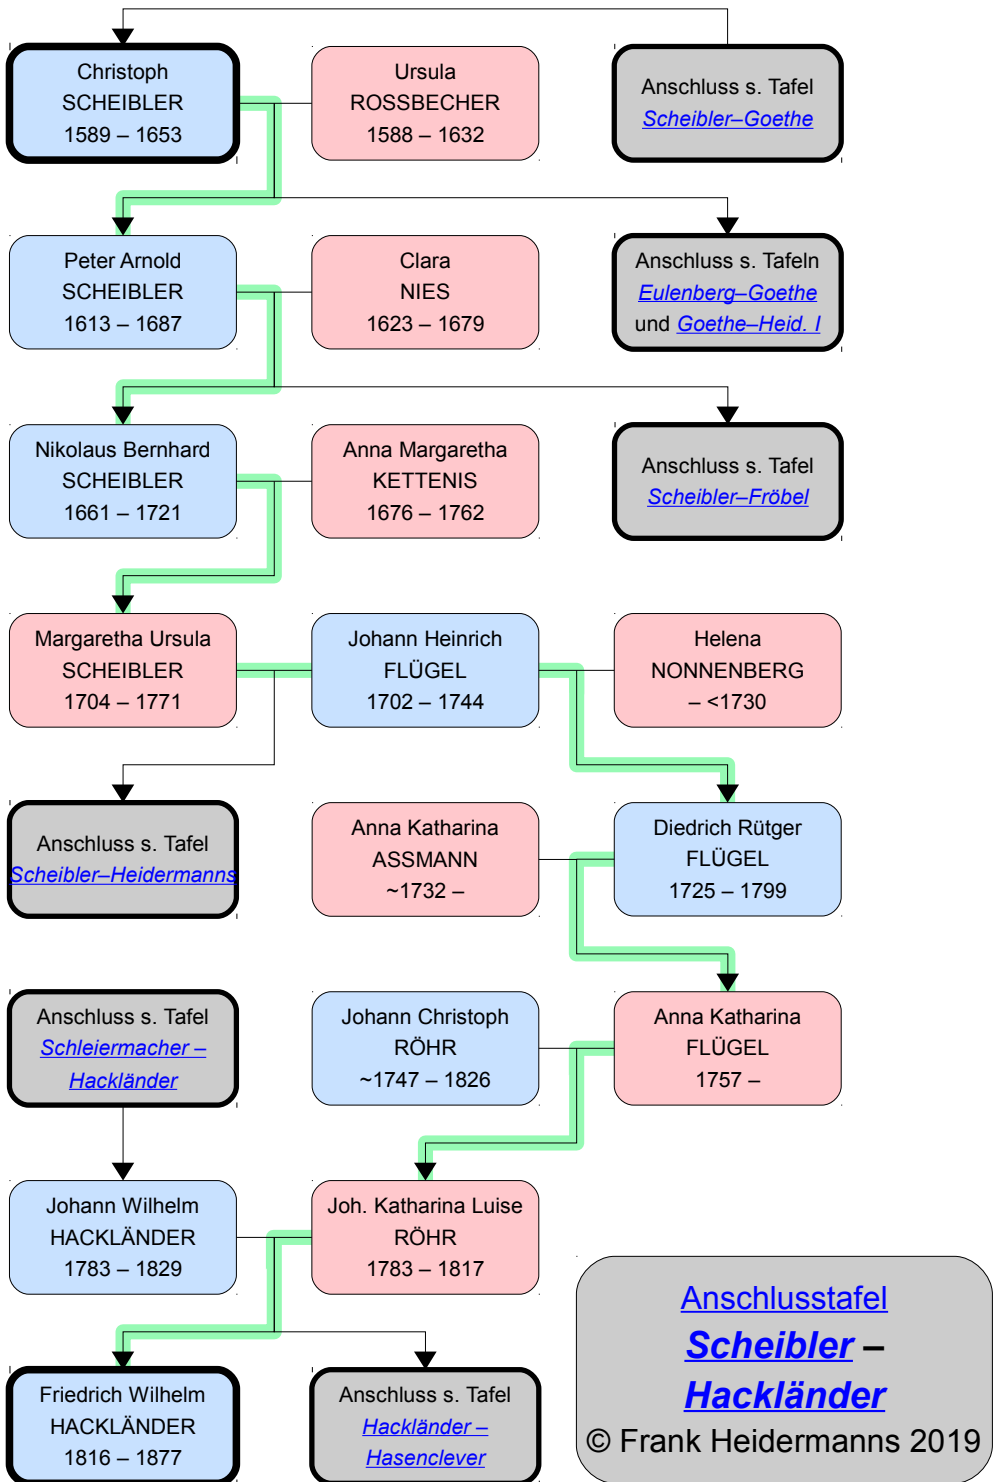 Christoph
SCHEIBLER
1589 – 1653
Ursula
ROSSBECHER
1588 – 1632
Anschluss s. Tafel
Scheibler–Goethe
Peter Arnold
SCHEIBLER
1613 – 1687
Clara
NIES
1623 – 1679
Anschluss s. Tafeln
Eulenberg–Goethe
und Goethe–Heid. I
Nikolaus Bernhard
SCHEIBLER
1661 – 1721
Anna Margaretha
KETTENIS
1676 – 1762
Anschluss s. Tafel
Scheibler–Fröbel
Margaretha Ursula
SCHEIBLER
1704 – 1771
Johann Heinrich
FLÜGEL
1702 – 1744
Helena
NONNENBERG
– <1730
Anschluss s. Tafel
Scheibler–Heidermanns
Anna Katharina
ASSMANN
~1732 –
Diedrich Rütger
FLÜGEL
1725 – 1799
Anschluss s. Tafel
Schleiermacher –
Hackländer
Johann Christoph
RÖHR
~1747 – 1826
Anna Katharina
FLÜGEL
1757 –
Johann Wilhelm
HACKLÄNDER
1783 – 1829
Joh. Katharina Luise
RÖHR
1783 – 1817
Friedrich Wilhelm
HACKLÄNDER
1816 – 1877
Anschluss s. Tafel
Hackländer –
Hasenclever
Anschlusstafel
Scheibler –
Hackländer
© Frank Heidermanns 2019